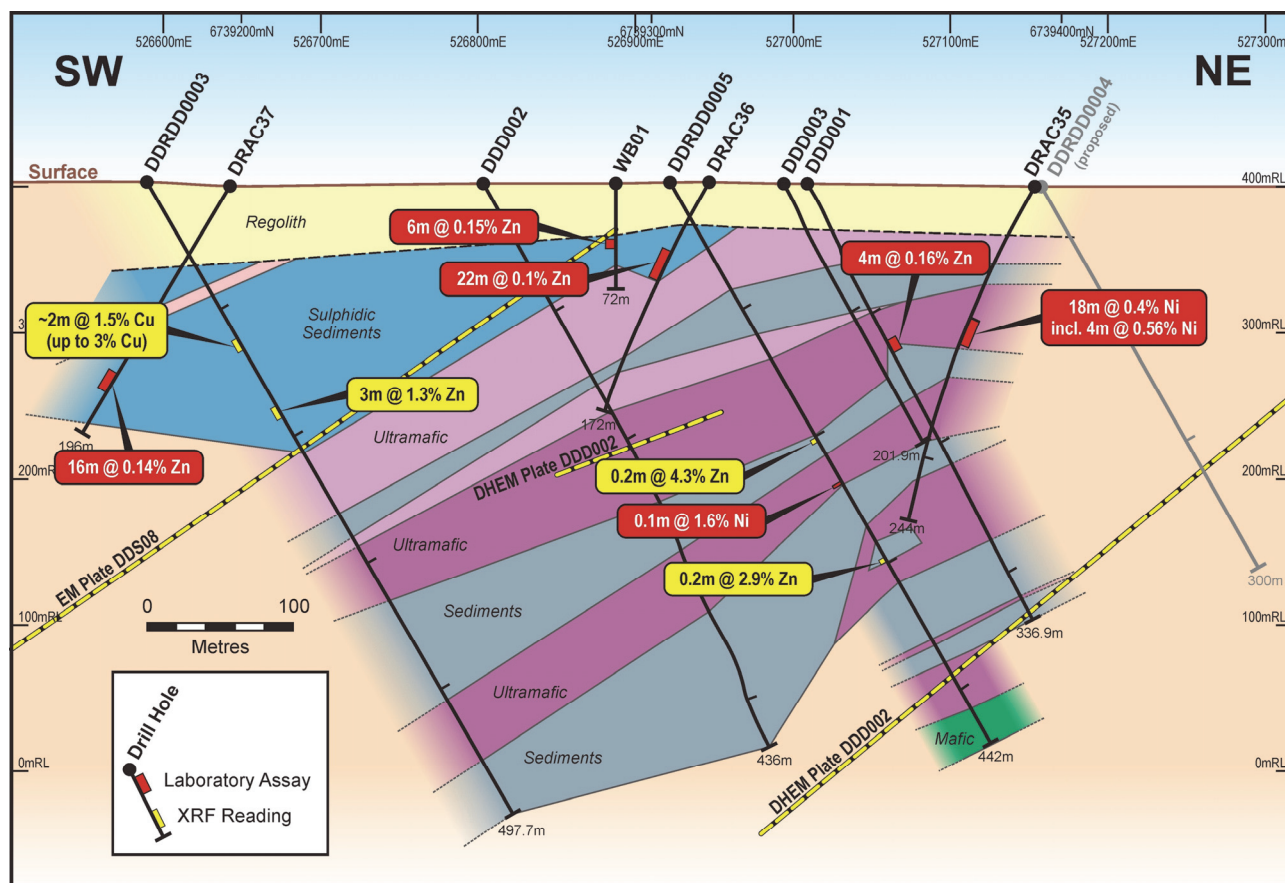 526600mE
6739200mN
526700mE
526800mE
6739300mN
526900mE
527000mE
6739400mN
527100mE
527200mE
527300mE
SW
NE
DDRDD0003
DRAC37
DDD002
WB01
DDRDD0005
DRAC36
DDD003
DDD001
DRAC35
DDRDD0004
(proposed)
Surface
400mRL
Regolith
6m @ 0.15% Zn
22m @ 0.1% Zn
4m @ 0.16% Zn
72m
Sulphidic
Sediments
18m @ 0.4% Ni
incl. 4m @ 0.56% Ni
~2m @ 1.5% Cu
(up to 3% Cu)
300mRL
3m @ 1.3% Zn
172m
196m
16m @ 0.14% Zn
Ultramafic
DHEM Plate DDD002
201.9m
200mRL
200mRL
0.2m @ 4.3% Zn
0.1m @ 1.6% Ni
244m
Ultramafic
EM Plate DDS08
0.2m @ 2.9% Zn
300m
0
100
Metres
Sediments
100mRL
100mRL
336.9m
Ultramafic
Sediments
Mafic
436m
442m
DHEM Plate DDD002
0mRL
0mRL
497.7m
Drill Hole
Laboratory Assay
XRF Reading